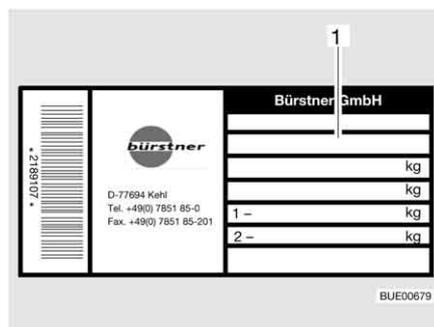 1
Bürstner GmbH
* 2189107 *
bürstner
D-77694 Kehl
Tel. +49(0) 7851 85-0
Fax. +49(0) 7851 85-201
kg
kg
1 – kg
2 – kg
BUE00679